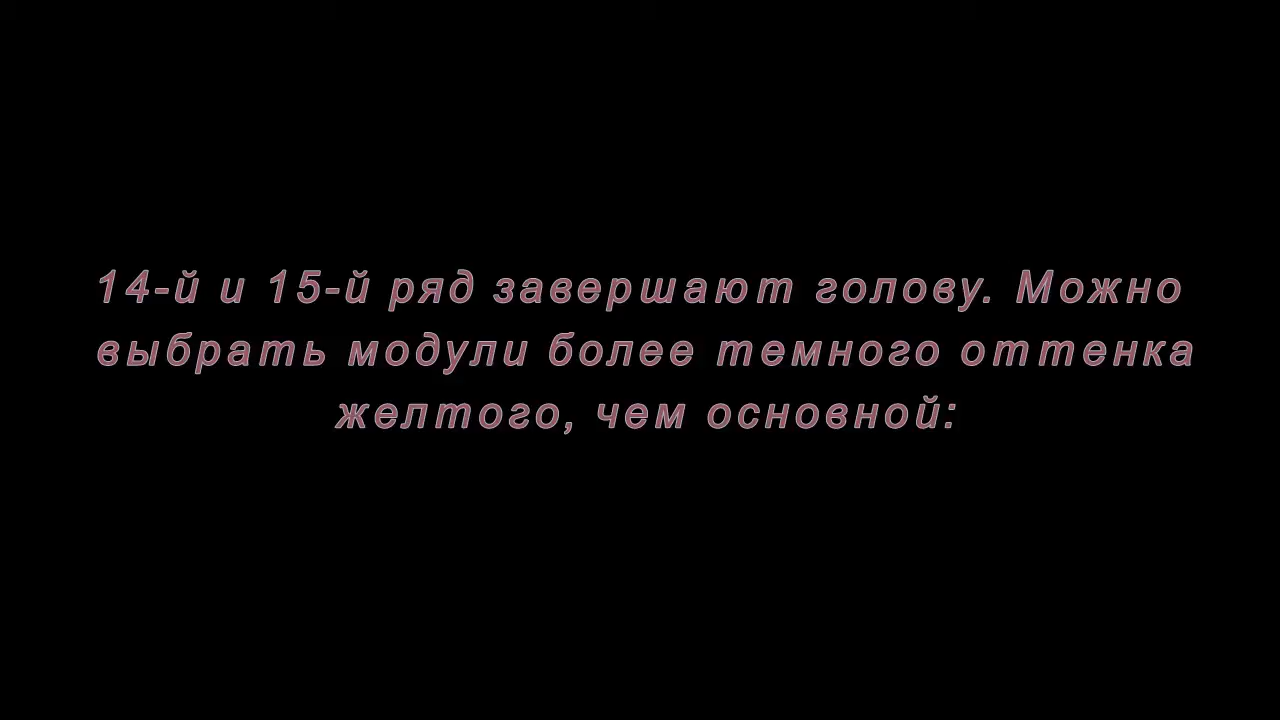 14-й и 15-й ряд завершают голову. Можно
выбрать модули более темного оттенка
желтого, чем основной: